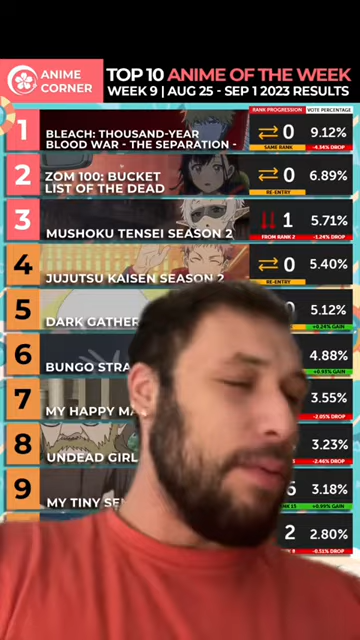 ANIME CORNER
TOP 10 ANIME OF THE WEEK
WEEK 9 | AUG 25 - SEP 1 2023 RESULTS
RANK PROGRESSION VOTE PERCENTAGE
1 BLEACH: THOUSAND-YEAR
BLOOD WAR - THE SEPARATION -
0 9.12%
SAME RANK -4.34% DROP
2 ZOM 100: BUCKET
LIST OF THE DEAD
0 6.89%
RE-ENTRY
3 MUSHOKU TENSEI SEASON 2
1 5.71%
FROM RANK 2 -1.24% DROP
4 JUJUTSU KAISEN SEASON 2
0 5.40%
RE-ENTRY
5 DARK GATHER
5.12%
+0.24% GAIN
6 BUNGO STRA
4.88%
+0.93% GAIN
7 MY HAPPY MA
3.55%
-2.05% DROP
8 UNDEAD GIRL
3.23%
-2.46% DROP
9 MY TINY SEN
3.18%
+0.99% GAIN
2 2.80%
-0.51% DROP